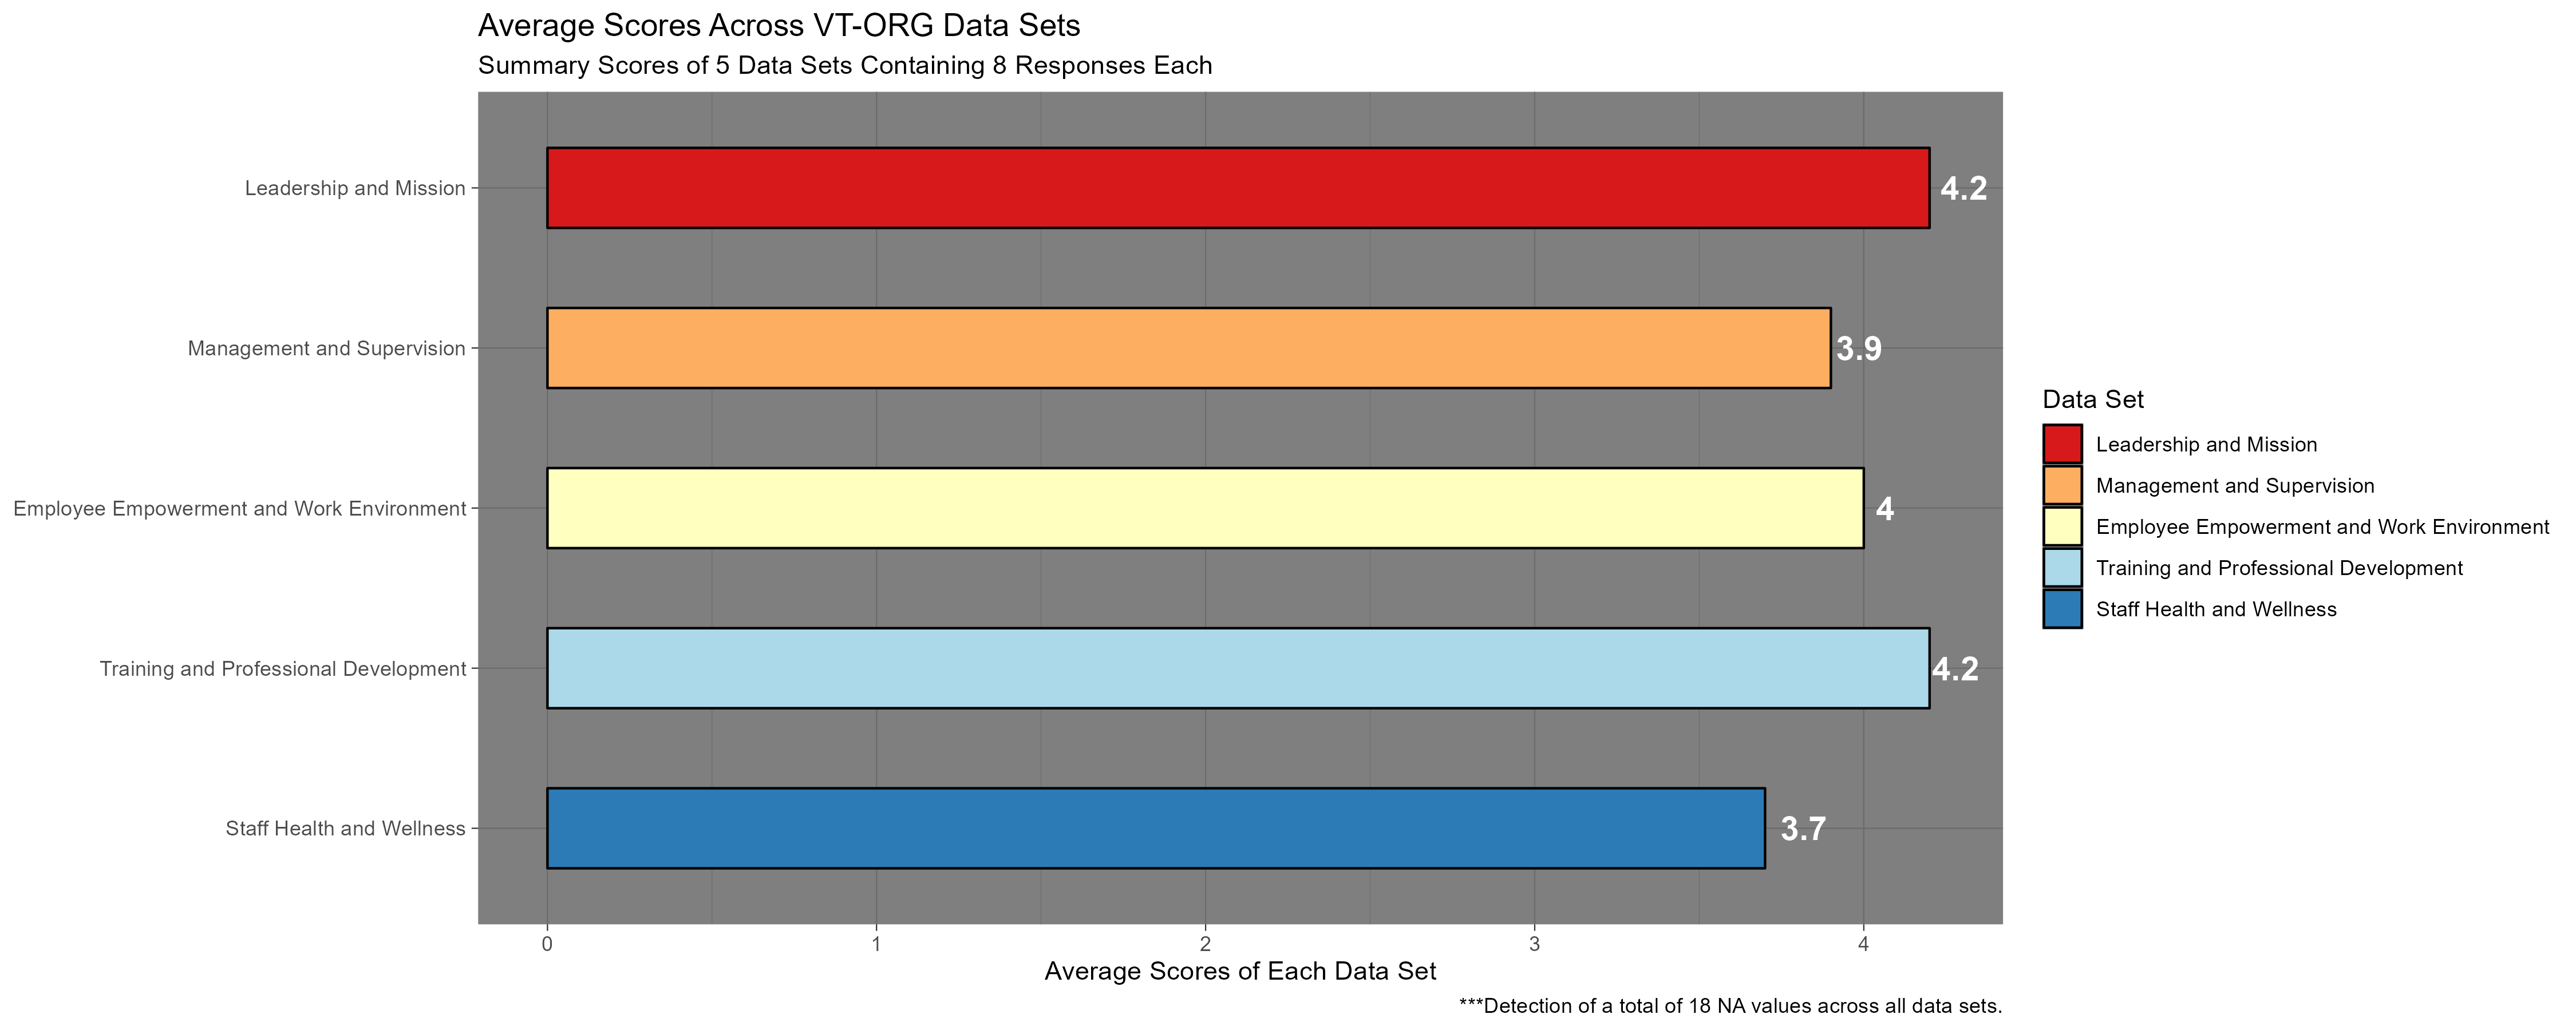 Average Scores Across VT-ORG Data Sets
Summary Scores of 5 Data Sets Containing 8 Responses Each
Leadership and Mission
4.2
Management and Supervision
3.9
Employee Empowerment and Work Environment
4
Training and Professional Development
4.2
Staff Health and Wellness
3.7
0 1 2 3 4
Average Scores of Each Data Set
***Detection of a total of 18 NA values across all data sets.
Data Set
Leadership and Mission
Management and Supervision
Employee Empowerment and Work Environment
Training and Professional Development
Staff Health and Wellness